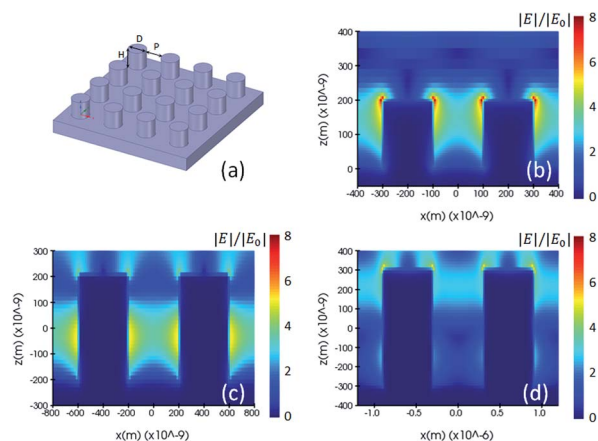 D
P
H
(a)
|E|/|E₀|
8
6
4
2
0
z(m) (x10^-9)
400
300
200
100
0
-400 -300 -200 -100 0 100 200 300 400
x(m) (x10^-9)
(b)
|E|/|E₀|
8
6
4
2
0
z(m) (x10^-9)
300
200
100
0
-100
-200
-300
-800 -600 -400 -200 0 200 400 600 800
x(m) (x10^-9)
(c)
|E|/|E₀|
8
6
4
2
0
z(m) (x10^-9)
400
300
200
100
0
-100
200
-300
400
-1.0 -0.5 0.0 0.5 1.0
x(m) (x10^-6)
(d)